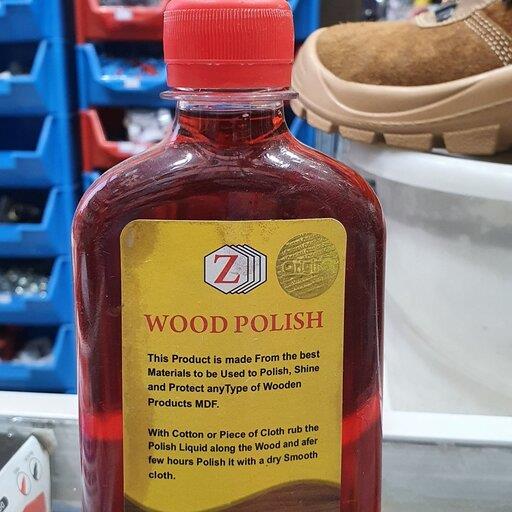 Z
Original
WOOD POLISH
This Product is made From the best
Materials to be Used to Polish, Shine
and Protect anyType of Wooden
Products MDF.
With Cotton or Piece of Cloth rub the
Polish Liquid along the Wood and afer
few hours Polish it with a dry Smooth
cloth.